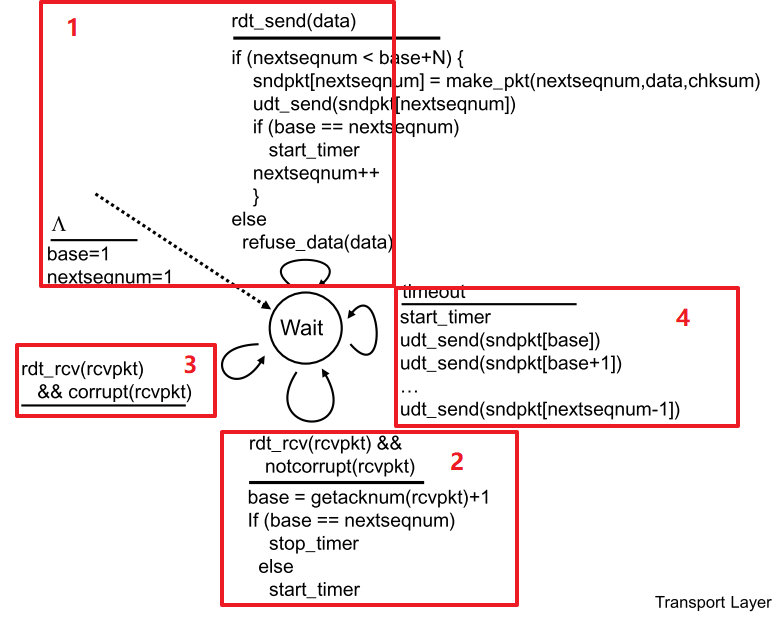 1
rdt_send(data)
if (nextseqnum < base+N) {
sndpkt[nextseqnum] = make_pkt(nextseqnum,data,chksum)
udt_send(sndpkt[nextseqnum])
if (base == nextseqnum)
start_timer
nextseqnum++
}
else
refuse_data(data)
Λ
base=1
nextseqnum=1
Wait
timeout
start_timer
udt_send(sndpkt[base])
udt_send(sndpkt[base+1])
…
udt_send(sndpkt[nextseqnum-1])
4
rdt_rcv(rcvpkt)
&& corrupt(rcvpkt)
3
rdt_rcv(rcvpkt) &&
notcorrupt(rcvpkt)
2
base = getacknum(rcvpkt)+1
If (base == nextseqnum)
stop_timer
else
start_timer
Transport Layer